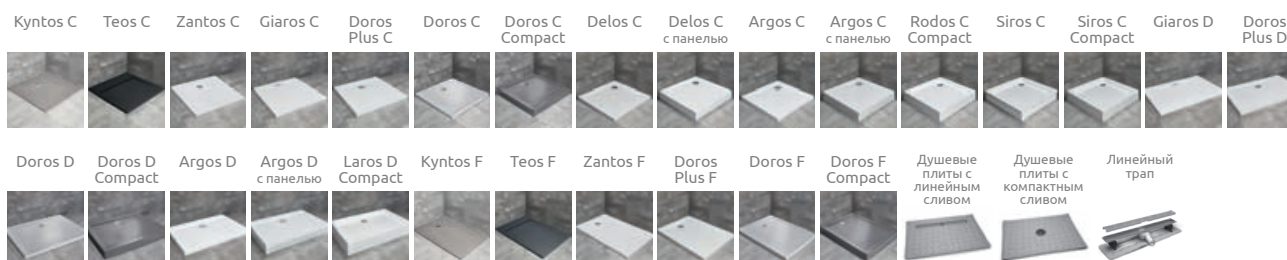 Kyntos C
Teos C
Zantos C
Giaros C
Doros
Plus C
Doros C
Doros C
Compact
Delos C
Delos C
с панелью
Argos C
Argos C
с панелью
Rodos C
Compact
Siros C
Siros C
Compact
Giaros D
Doros
Plus D
Doros D
Doros D
Compact
Argos D
Argos D
с панелью
Laros D
Compact
Kyntos F
Teos F
Zantos F
Doros
Plus F
Doros F
Doros F
Compact
Душевые
плиты с
линейным
сливом
Душевые
плиты с
компактным
сливом
Линейный
трап